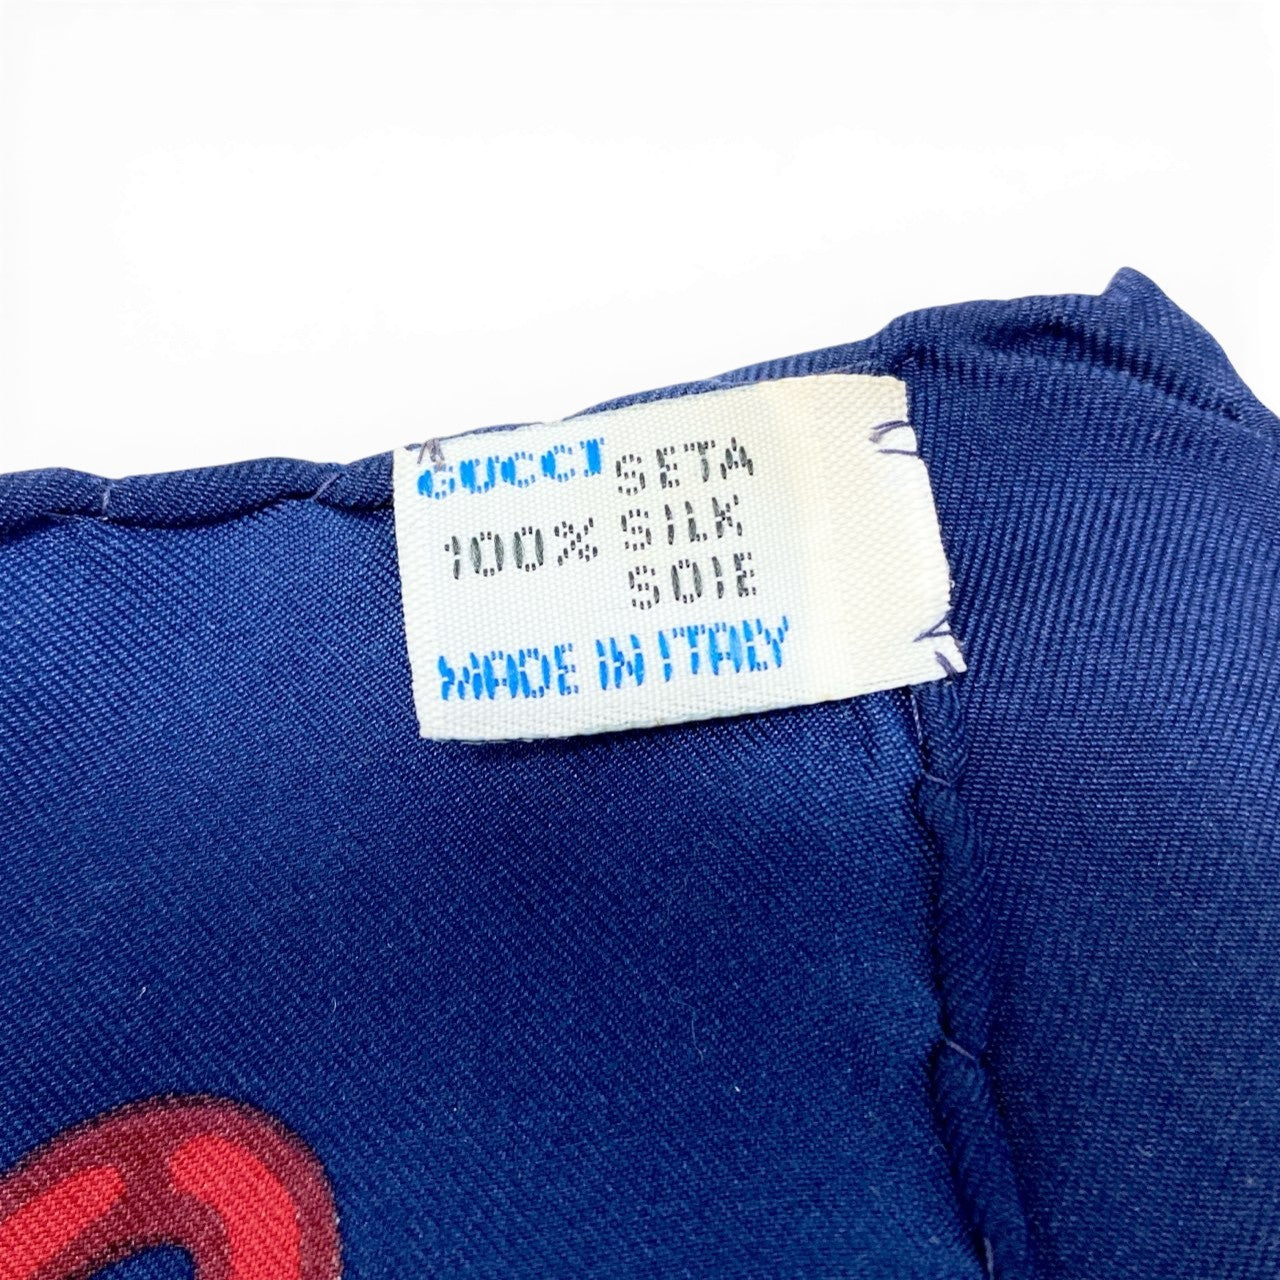 GUCCI SETA
100% SILK
SOIE
MADE IN ITALY